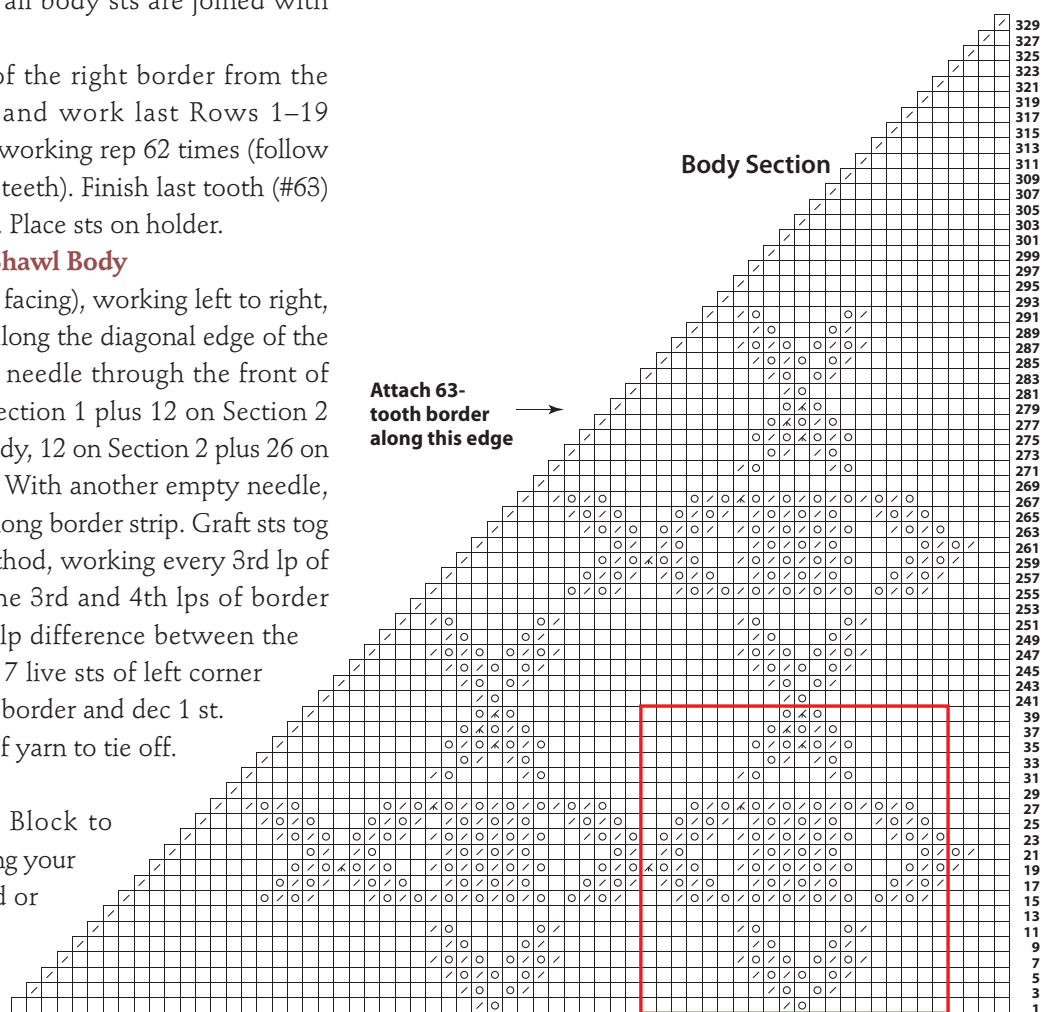 all body sts are joined with
of the right border from the
and work last Rows 1–19
working rep 62 times (follow
teeth). Finish last tooth (#63)
. Place sts on holder.
Shawl Body
facing), working left to right,
along the diagonal edge of the
needle through the front of
ection 1 plus 12 on Section 2
dy, 12 on Section 2 plus 26 on
With another empty needle,
long border strip. Graft sts tog
thod, working every 3rd lp of
he 3rd and 4th lps of border
lp difference between the
7 live sts of left corner
border and dec 1 st.
of yarn to tie off.
Block to
ng your
d or
Body Section
Attach 63-
tooth border
along this edge
329
327
325
323
321
319
317
315
313
311
309
307
305
303
301
299
297
295
293
291
289
287
285
283
281
279
277
275
273
271
269
267
265
263
261
259
257
255
253
251
249
247
245
243
241
39
37
35
33
31
29
27
25
23
21
19
17
15
13
11
9
7
5
3
1